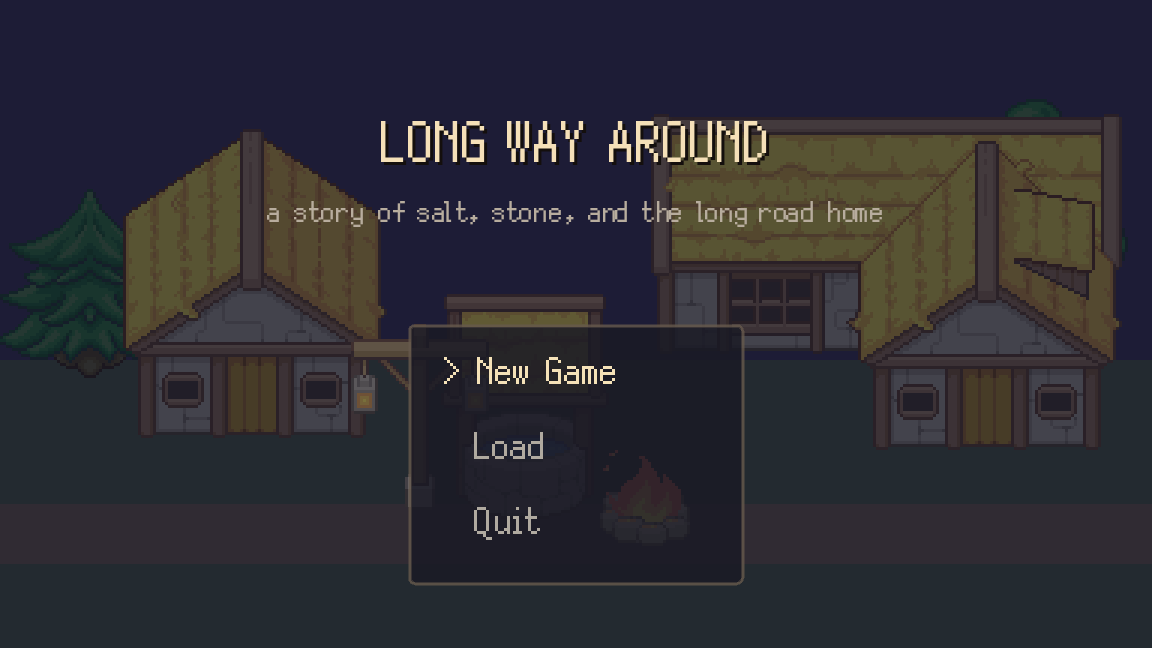 LONG WAY AROUND
a story of salt, stone, and the long road home
> New Game
Load
Quit